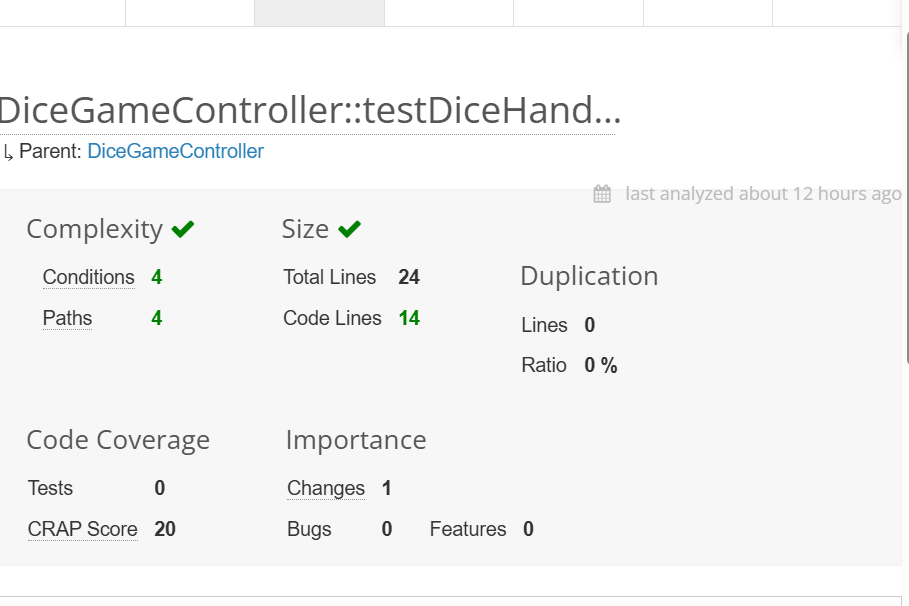 DiceGameController::testDiceHand...
Parent: DiceGameController
last analyzed about 12 hours ago
Complexity
Conditions 4
Paths 4
Size
Total Lines 24
Code Lines 14
Duplication
Lines 0
Ratio 0 %
Code Coverage
Tests 0
CRAP Score 20
Importance
Changes 1
Bugs 0 Features 0